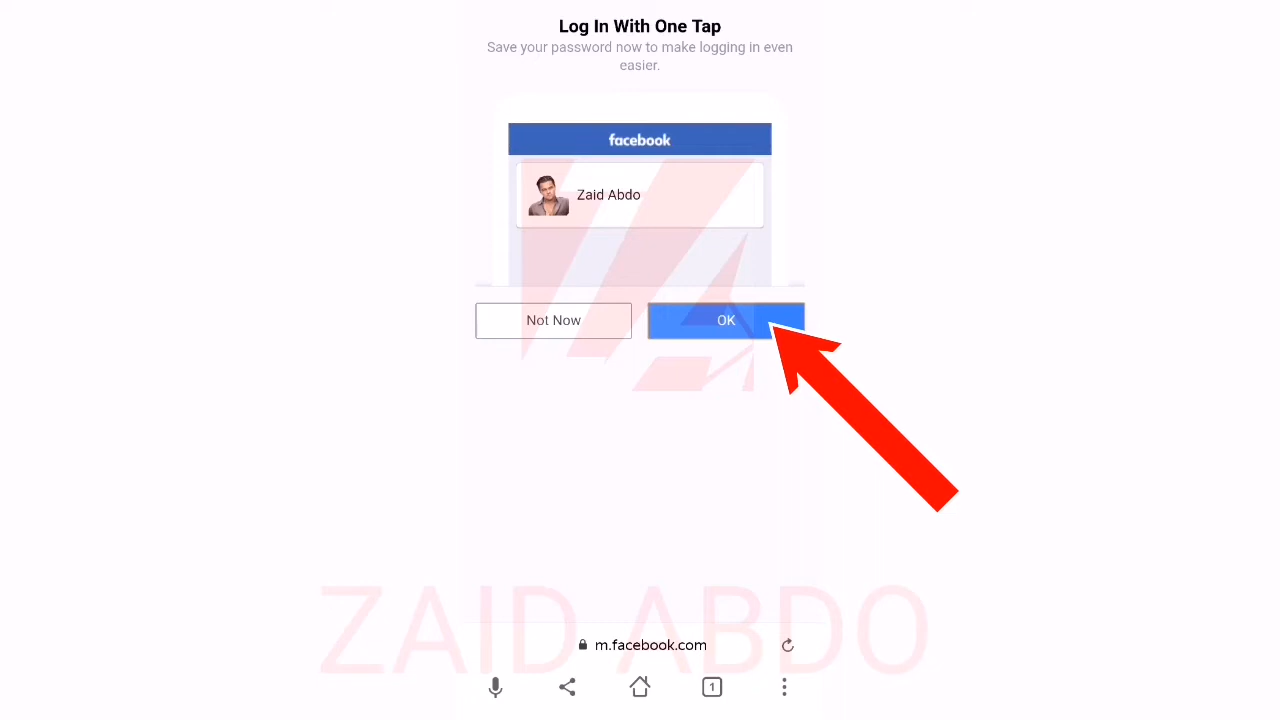 Log In With One Tap
Save your password now to make logging in even
easier.
facebook
Zaid Abdo
Not Now
OK
ZAID ABDO
m.facebook.com
1